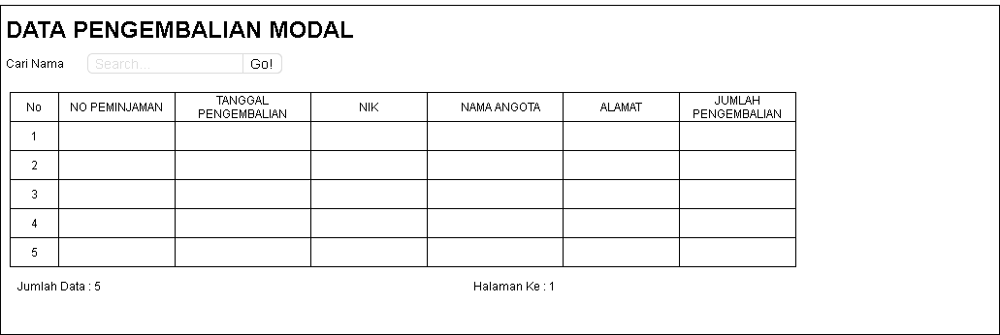 DATA PENGEMBALIAN MODAL
Cari Nama Search... Go!
No NO PEMINJAMAN TANGGAL PENGEMBALIAN NIK NAMA ANGOTA ALAMAT JUMLAH PENGEMBALIAN
1
2
3
4
5
Jumlah Data : 5 Halaman Ke : 1